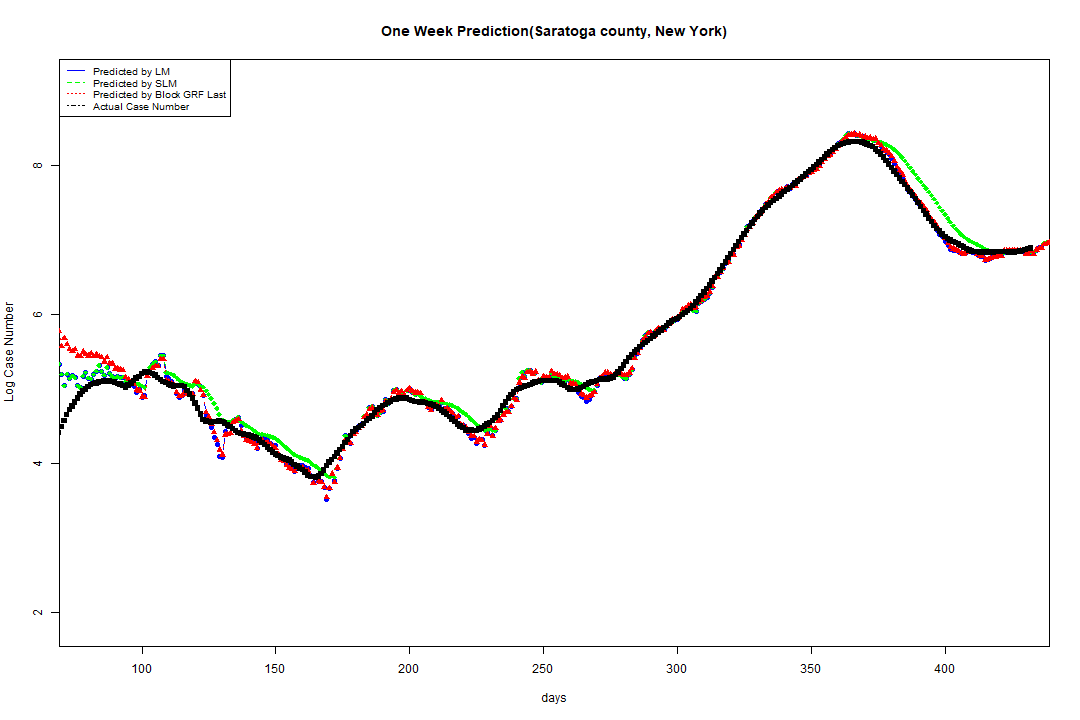 One Week Prediction(Saratoga county, New York)
Predicted by LM
Predicted by SLM
Predicted by Block GRF Last
Actual Case Number
8
6
4
2
Log Case Number
100 150 200 250 300 350 400
days